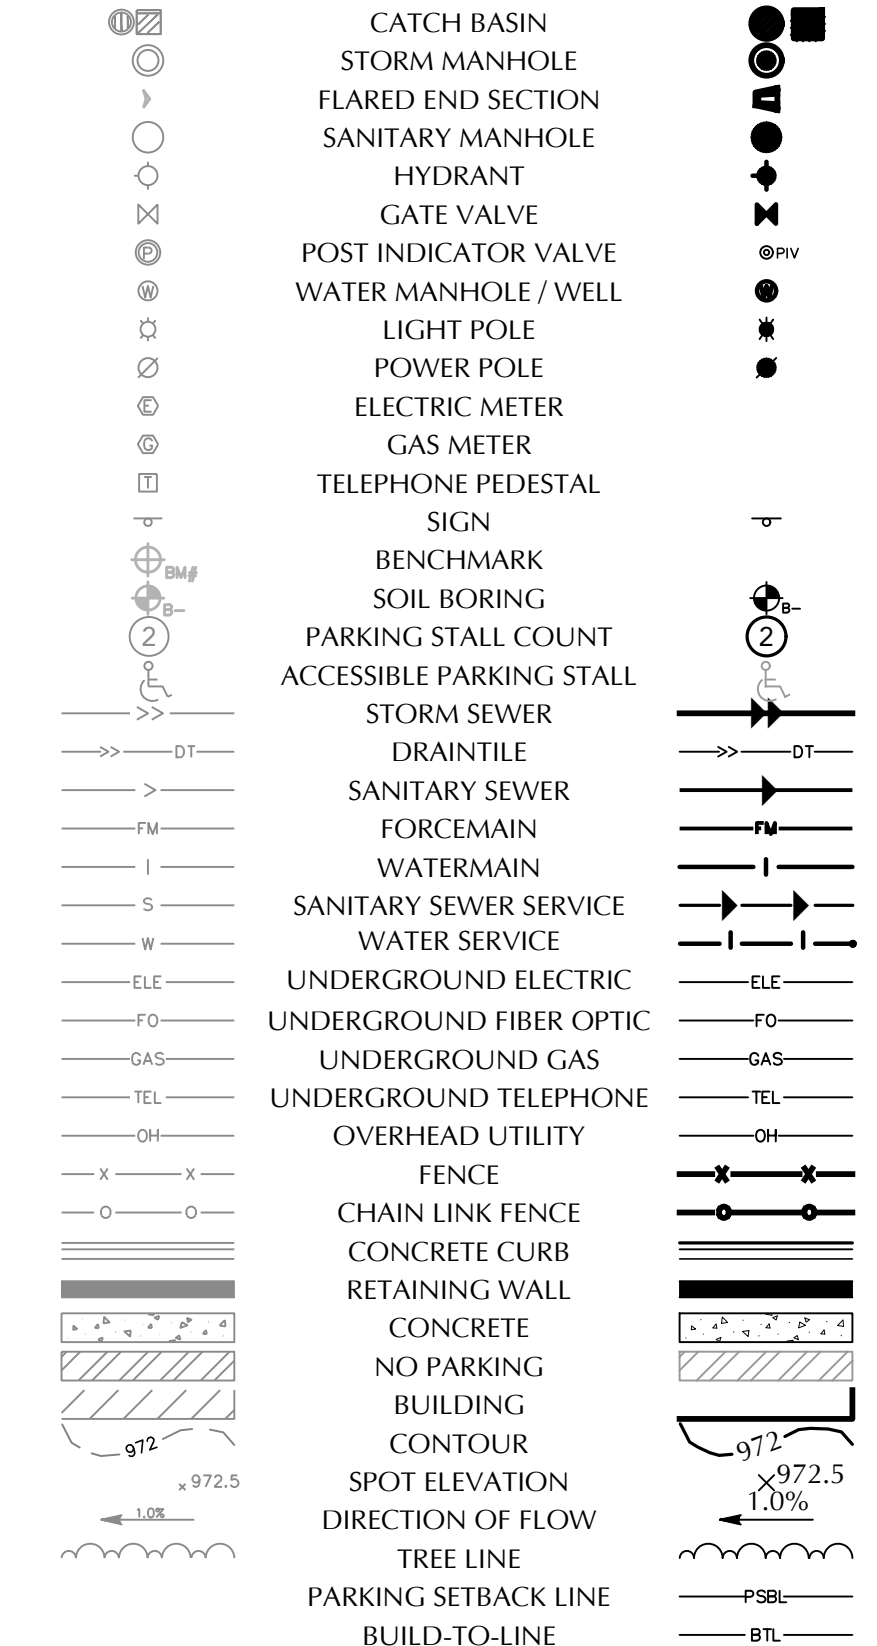 CATCH BASIN
STORM MANHOLE
FLARED END SECTION
SANITARY MANHOLE
HYDRANT
GATE VALVE
P POST INDICATOR VALVE PIV
W WATER MANHOLE / WELL W
LIGHT POLE
POWER POLE
E ELECTRIC METER
G GAS METER
T TELEPHONE PEDESTAL
SIGN
BM# BENCHMARK
B- SOIL BORING B-
2 PARKING STALL COUNT 2
ACCESSIBLE PARKING STALL
>> STORM SEWER
>> DT DRAINTILE >> DT
> SANITARY SEWER
FM FORCEMAIN FM
I WATERMAIN I
S SANITARY SEWER SERVICE
W WATER SERVICE I I
ELE UNDERGROUND ELECTRIC ELE
FO UNDERGROUND FIBER OPTIC FO
GAS UNDERGROUND GAS GAS
TEL UNDERGROUND TELEPHONE TEL
OH OVERHEAD UTILITY OH
X X FENCE X X
O O CHAIN LINK FENCE O O
CONCRETE CURB
RETAINING WALL
CONCRETE
NO PARKING
BUILDING
972 CONTOUR 972
x 972.5 SPOT ELEVATION x 972.5
1.0% DIRECTION OF FLOW 1.0%
TREE LINE
PARKING SETBACK LINE PSBL
BUILD-TO-LINE BTL